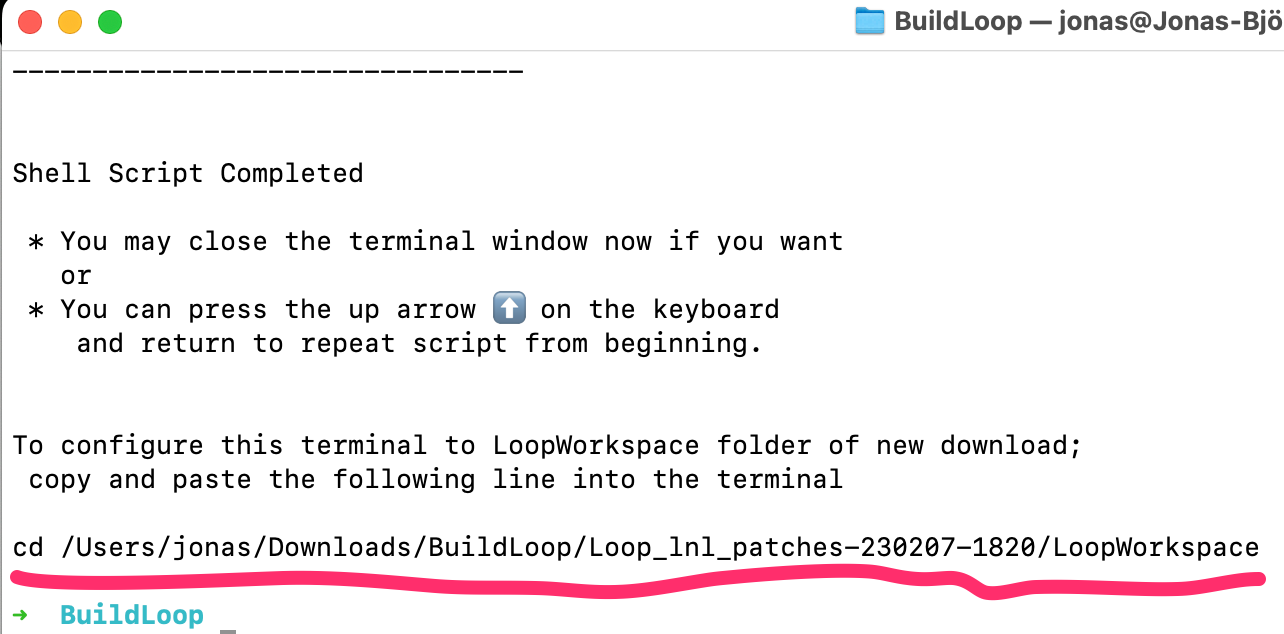 BuildLoop — jonas@Jonas-Bjö
--------------------------------
Shell Script Completed
* You may close the terminal window now if you want
or
* You can press the up arrow ⬆️ on the keyboard
and return to repeat script from beginning.
To configure this terminal to LoopWorkspace folder of new download;
copy and paste the following line into the terminal
cd /Users/jonas/Downloads/BuildLoop/Loop_lnl_patches-230207-1820/LoopWorkspace
→ BuildLoop